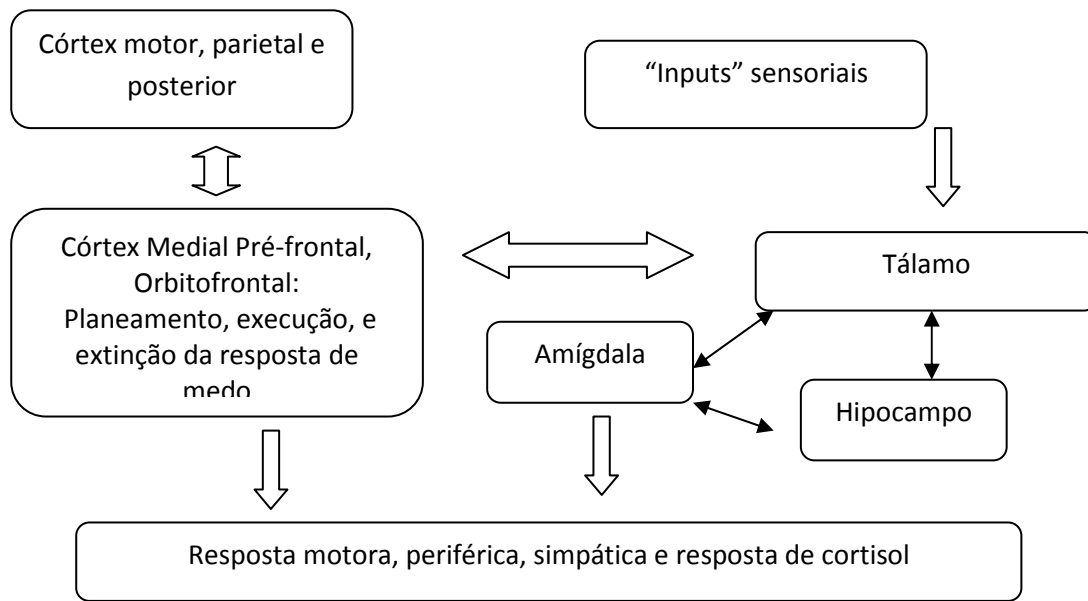 Córtex motor, parietal e
posterior
“Inputs” sensoriais
Córtex Medial Pré-frontal,
Orbitofrontal:
Planeamento, execução, e
extinção da resposta de
medo
Tálamo
Amígdala
Hipocampo
Resposta motora, periférica, simpática e resposta de cortisol